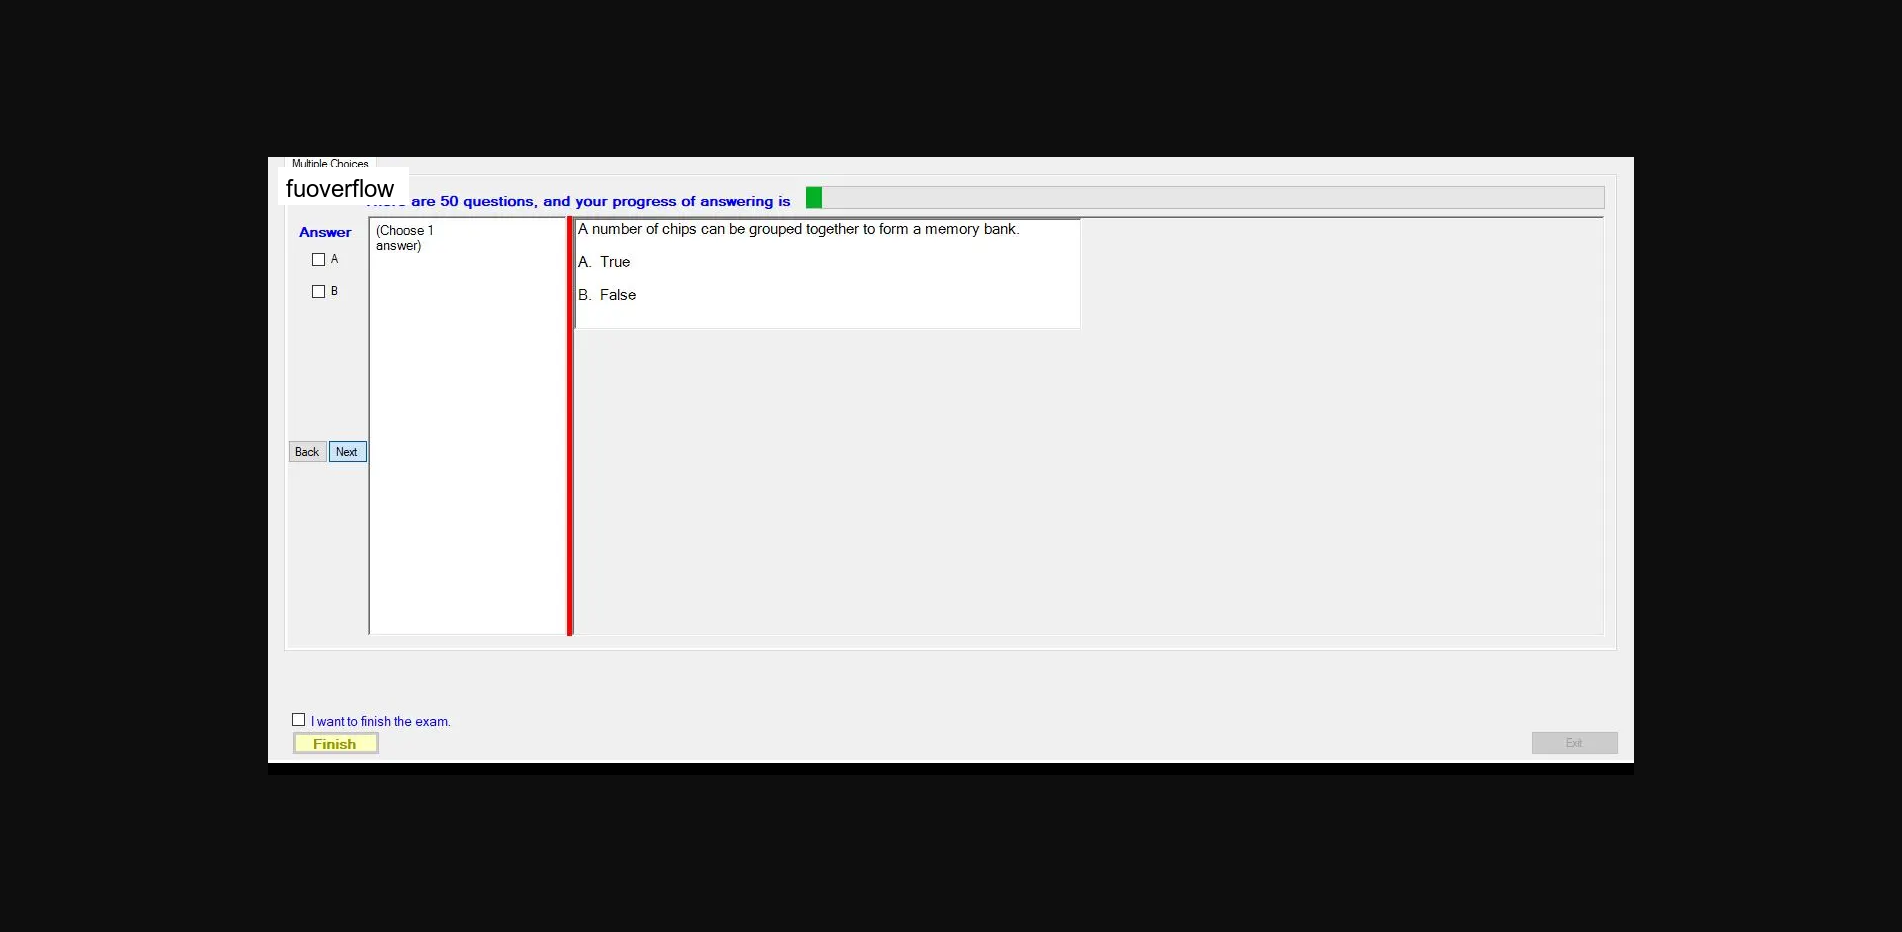 Multiple Choices
fuoverflow
are 50 questions, and your progress of answering is
Answer
(Choose 1
answer)
A
B
A number of chips can be grouped together to form a memory bank.
A. True
B. False
Back
Next
I want to finish the exam.
Finish
Exit